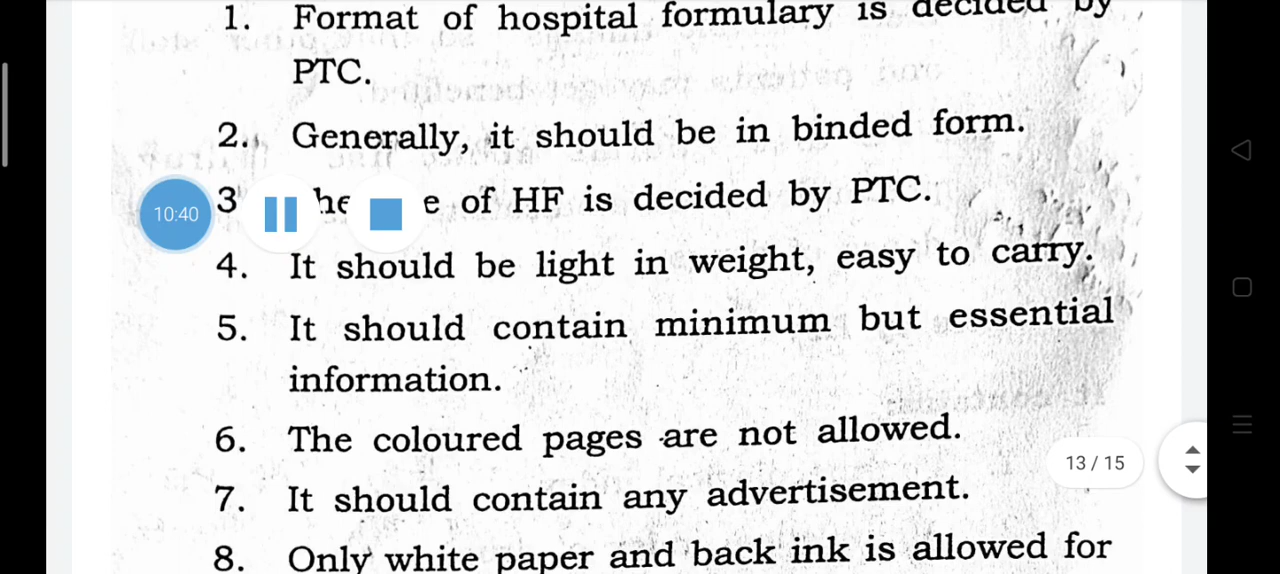 1. Format of hospital formulary is decided by
PTC.
2. Generally, it should be in binded form.
10:40
3 he e of HF is decided by PTC.
4. It should be light in weight, easy to carry.
5. It should contain minimum but essential
information.
6. The coloured pages are not allowed.
13 / 15
7. It should contain any advertisement.
8. Only white paper and back ink is allowed for